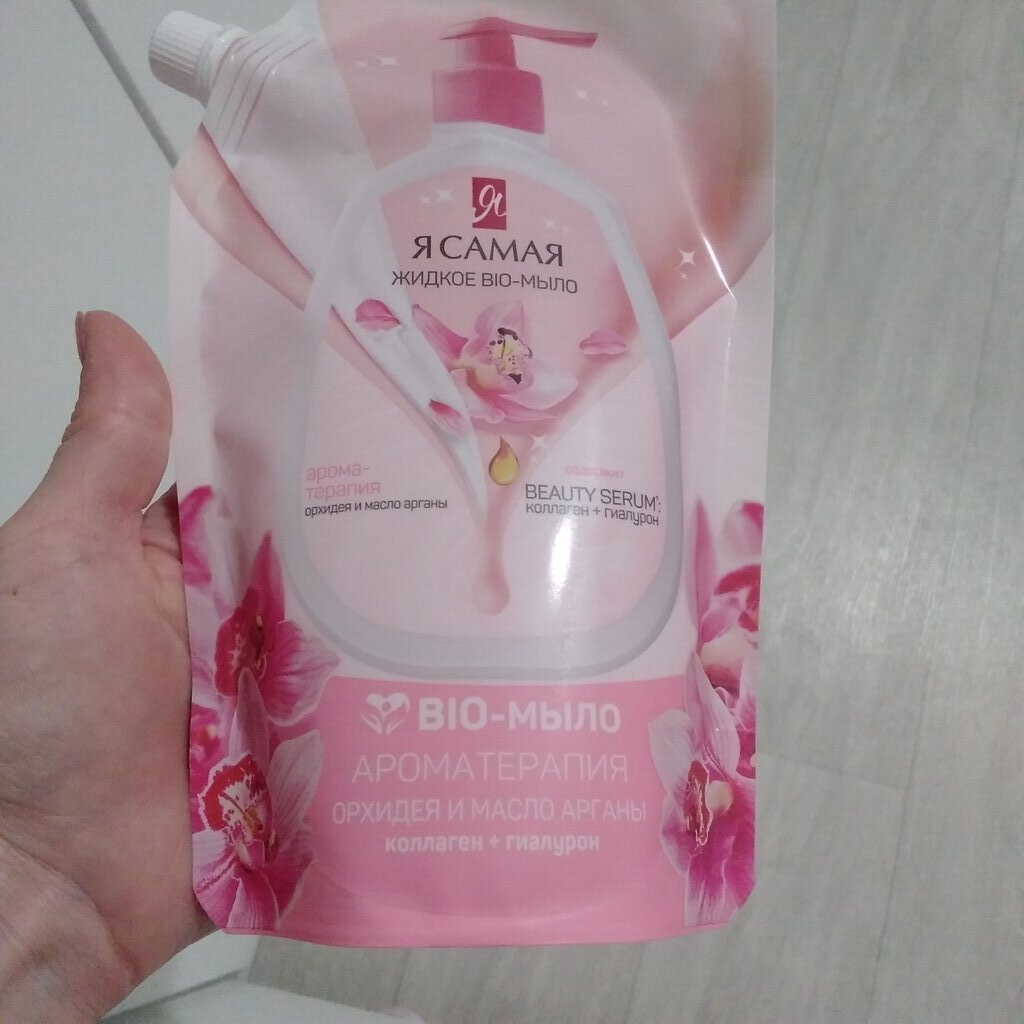 Я
Я САМАЯ
ЖИДКОЕ BIO-МЫЛО
арома-
терапия
орхидея и масло арганы
содержит
BEAUTY SERUM*:
коллаген + гиалурон
BIO-МЫЛО
АРОМАТЕРАПИЯ
ОРХИДЕЯ И МАСЛО АРГАНЫ
коллаген + гиалурон